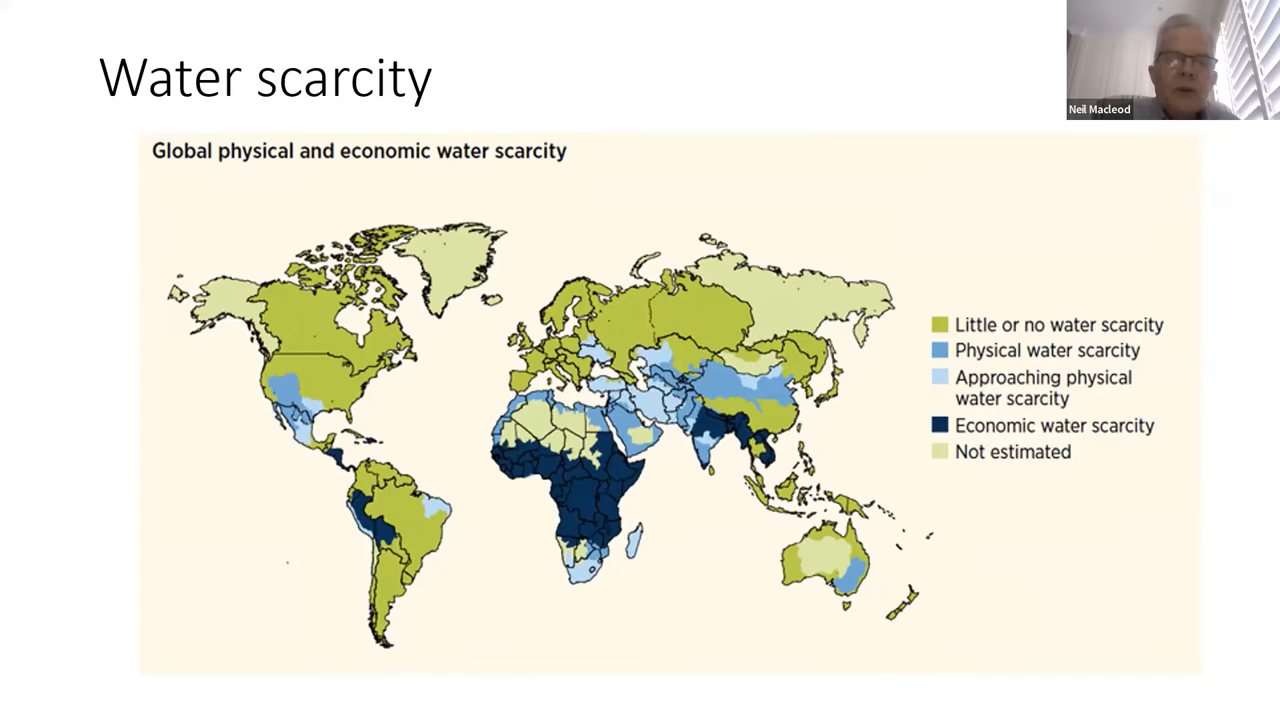 Water scarcity
Neil Macleod
Global physical and economic water scarcity
Little or no water scarcity
Physical water scarcity
Approaching physical
water scarcity
Economic water scarcity
Not estimated